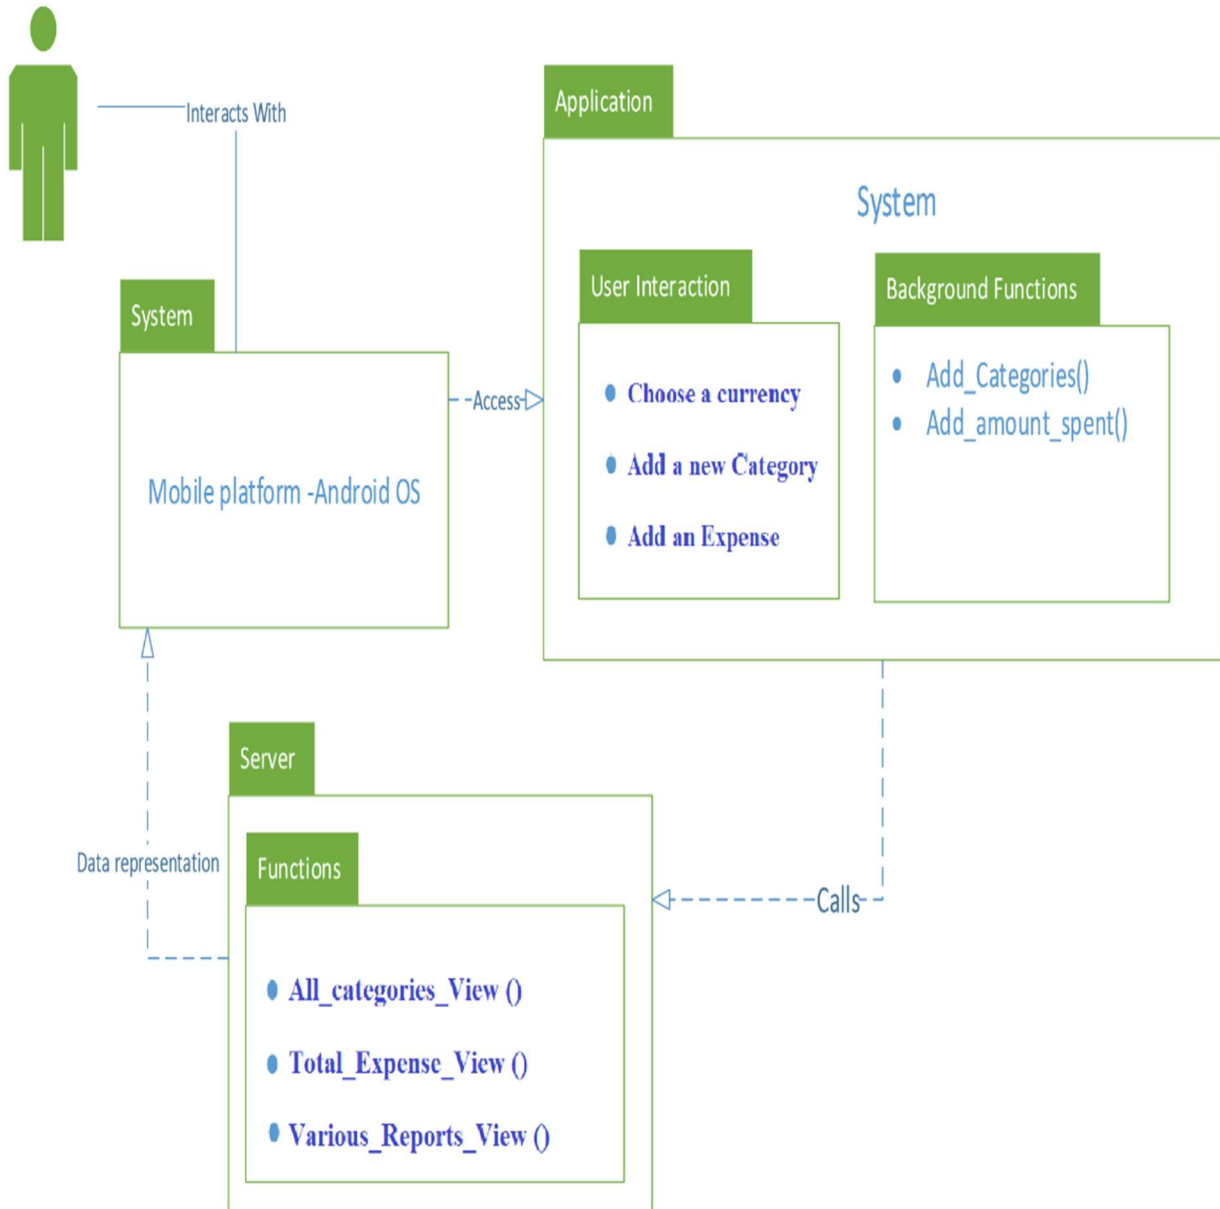 Interacts With
Application
System
User Interaction
Background Functions
System
Choose a currency
Add a new Category
Add an Expense
Add_Categories()
Add_amount_spent()
Access
Mobile platform -Android OS
Server
Functions
Data representation
Calls
All_categories_View ()
Total_Expense_View ()
Various_Reports_View ()